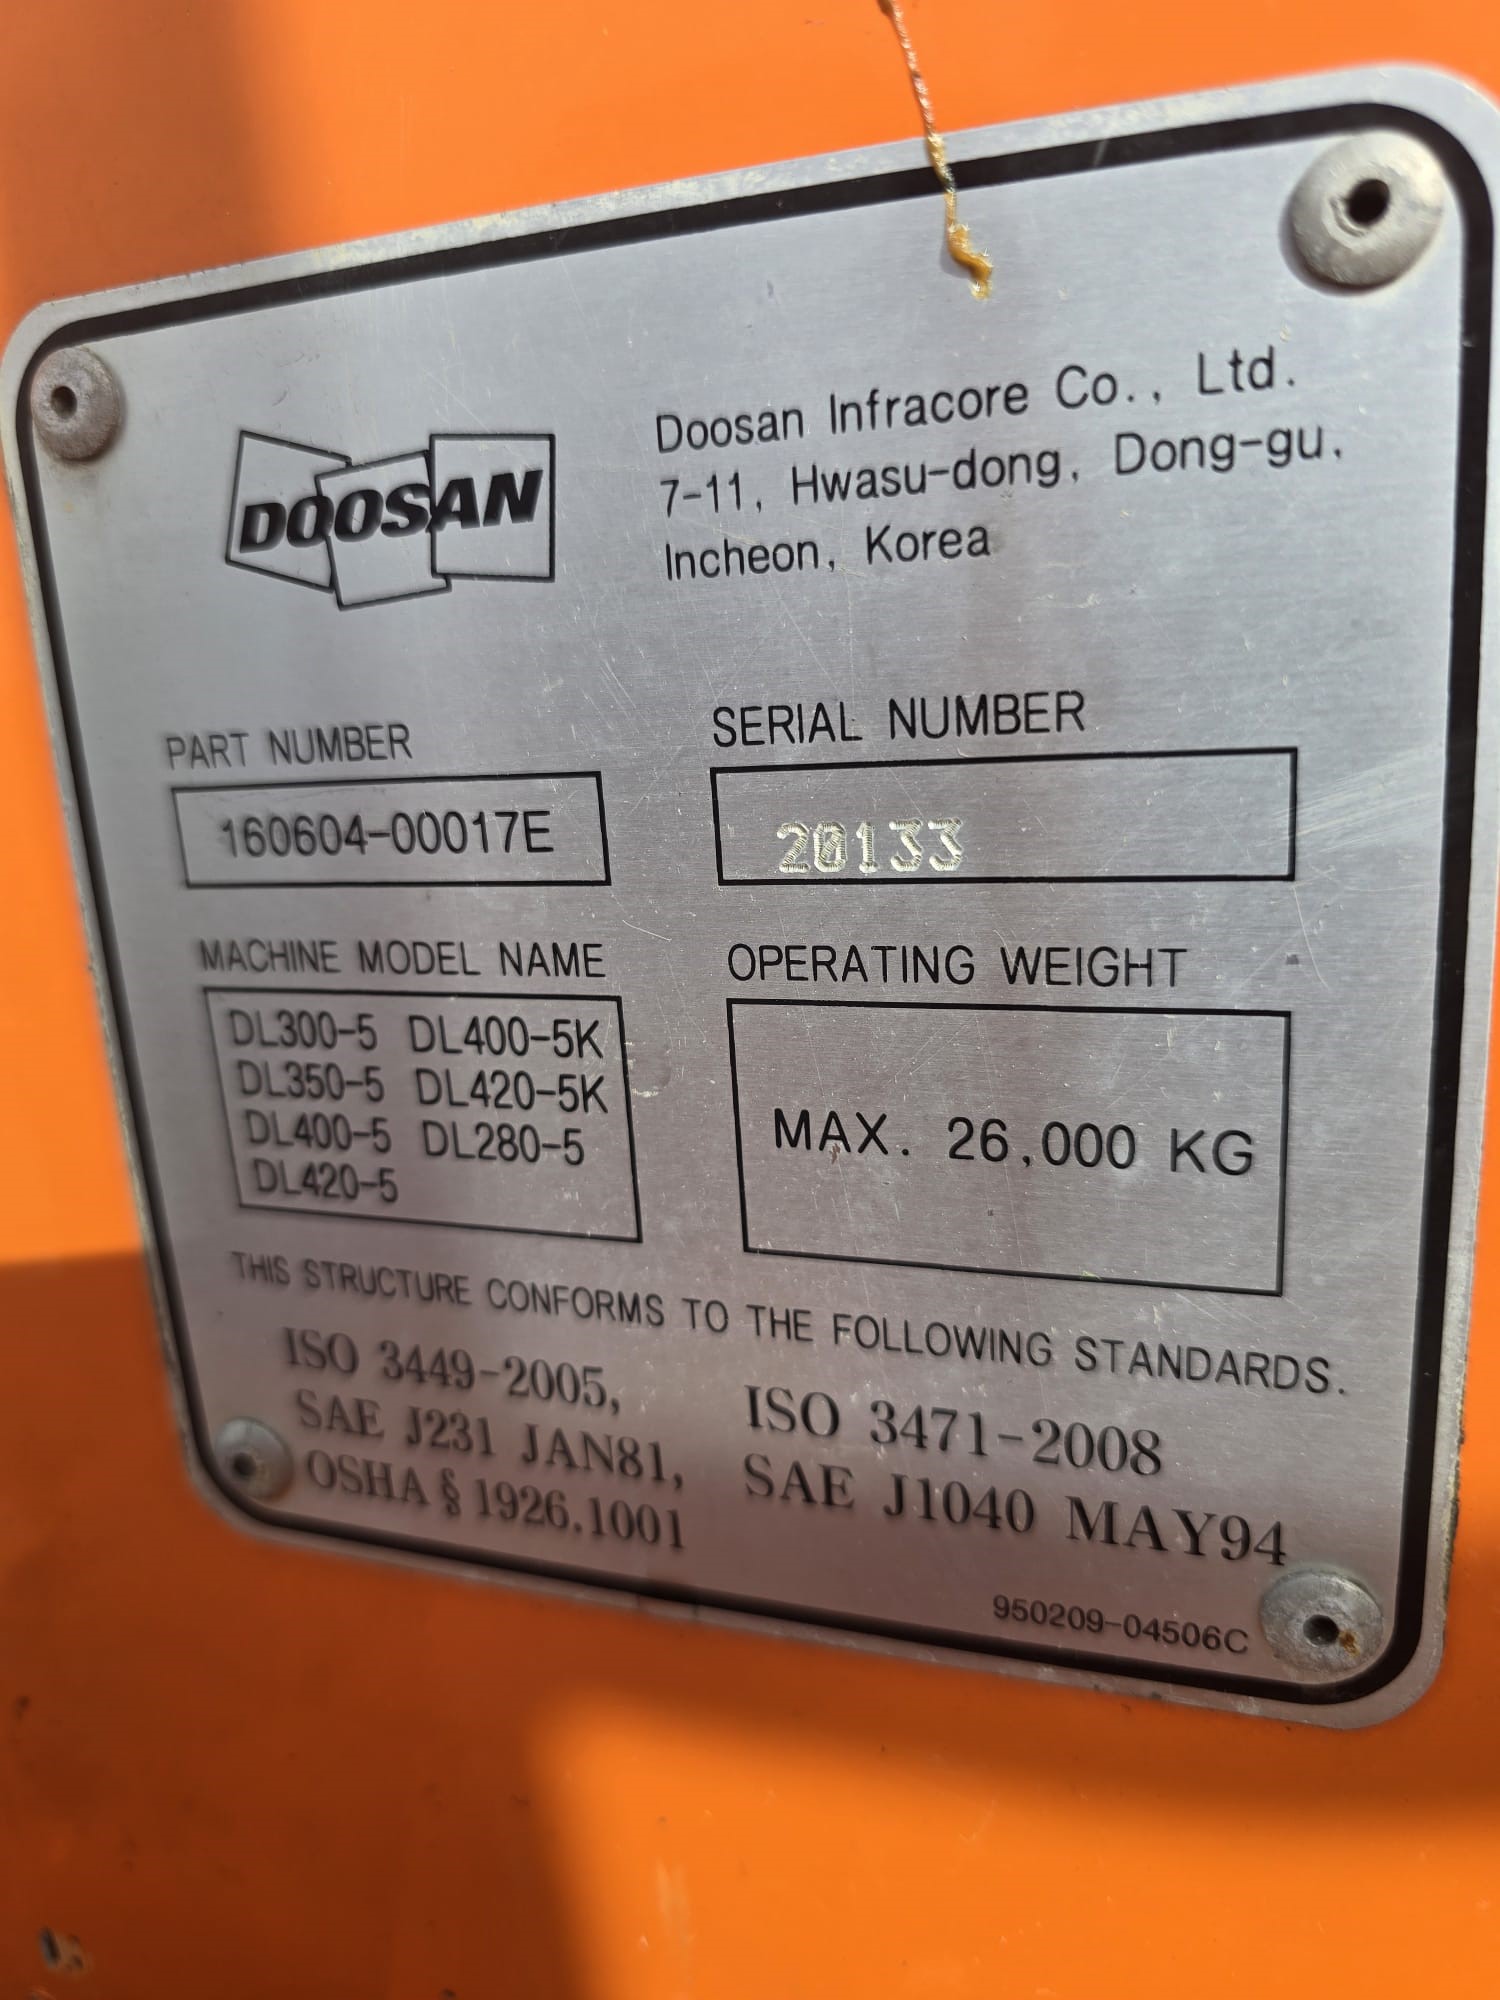 DOOSAN
Doosan Infracore Co., Ltd.
7-11, Hwasu-dong, Dong-gu,
Incheon, Korea
PART NUMBER
160604-00017E
SERIAL NUMBER
20133
MACHINE MODEL NAME
DL300-5 DL400-5K
DL350-5 DL420-5K
DL400-5 DL280-5
DL420-5
OPERATING WEIGHT
MAX. 26,000 KG
THIS STRUCTURE CONFORMS TO THE FOLLOWING STANDARDS.
ISO 3449-2005, ISO 3471-2008
SAE J231 JAN81, SAE J1040 MAY94
OSHA § 1926.1001
950209-04506C